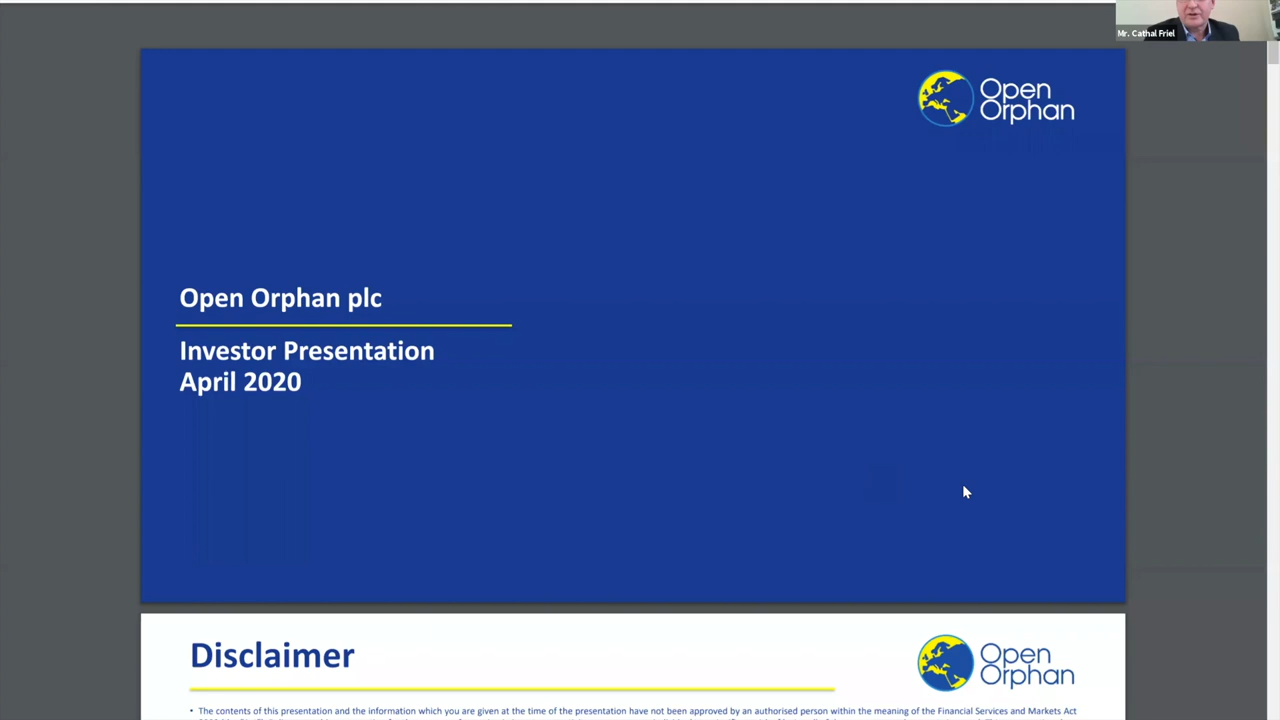 Mr. Cathal Friel
Open
Orphan
Open Orphan plc
Investor Presentation
April 2020
Disclaimer
Open
Orphan
• The contents of this presentation and the information which you are given at the time of the presentation have not been approved by an authorised person within the meaning of the Financial Services and Markets Act